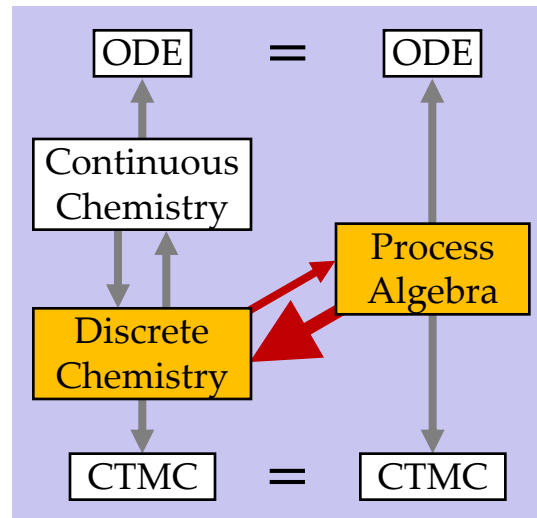 ODE = ODE
Continuous
Chemistry
Process
Algebra
Discrete
Chemistry
CTMC = CTMC